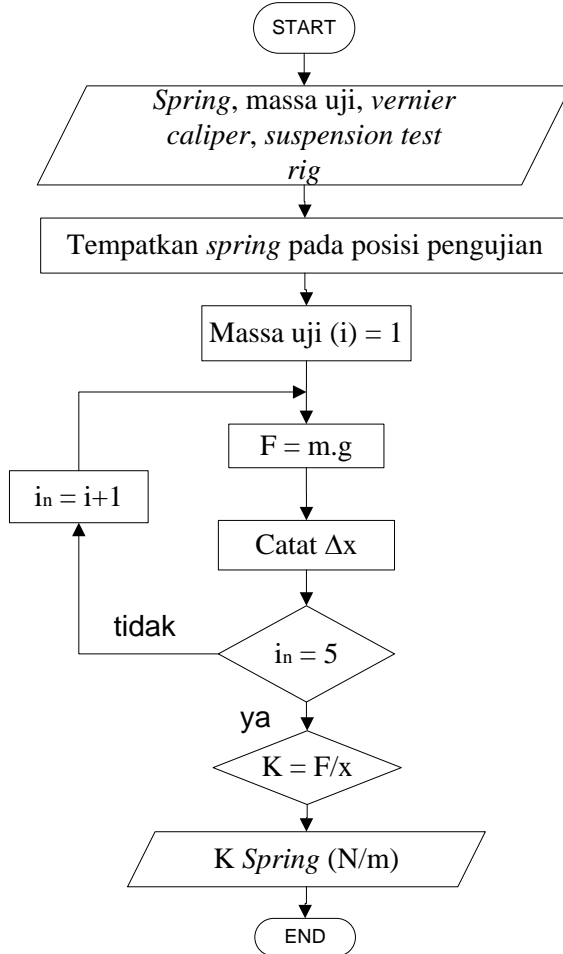 START
Spring, massa uji, vernier
caliper, suspension test
rig
Tempatkan spring pada posisi pengujian
Massa uji (i) = 1
F = m.g
iₙ = i+1
Catat Δx
tidak
iₙ = 5
ya
K = F/x
K Spring (N/m)
END